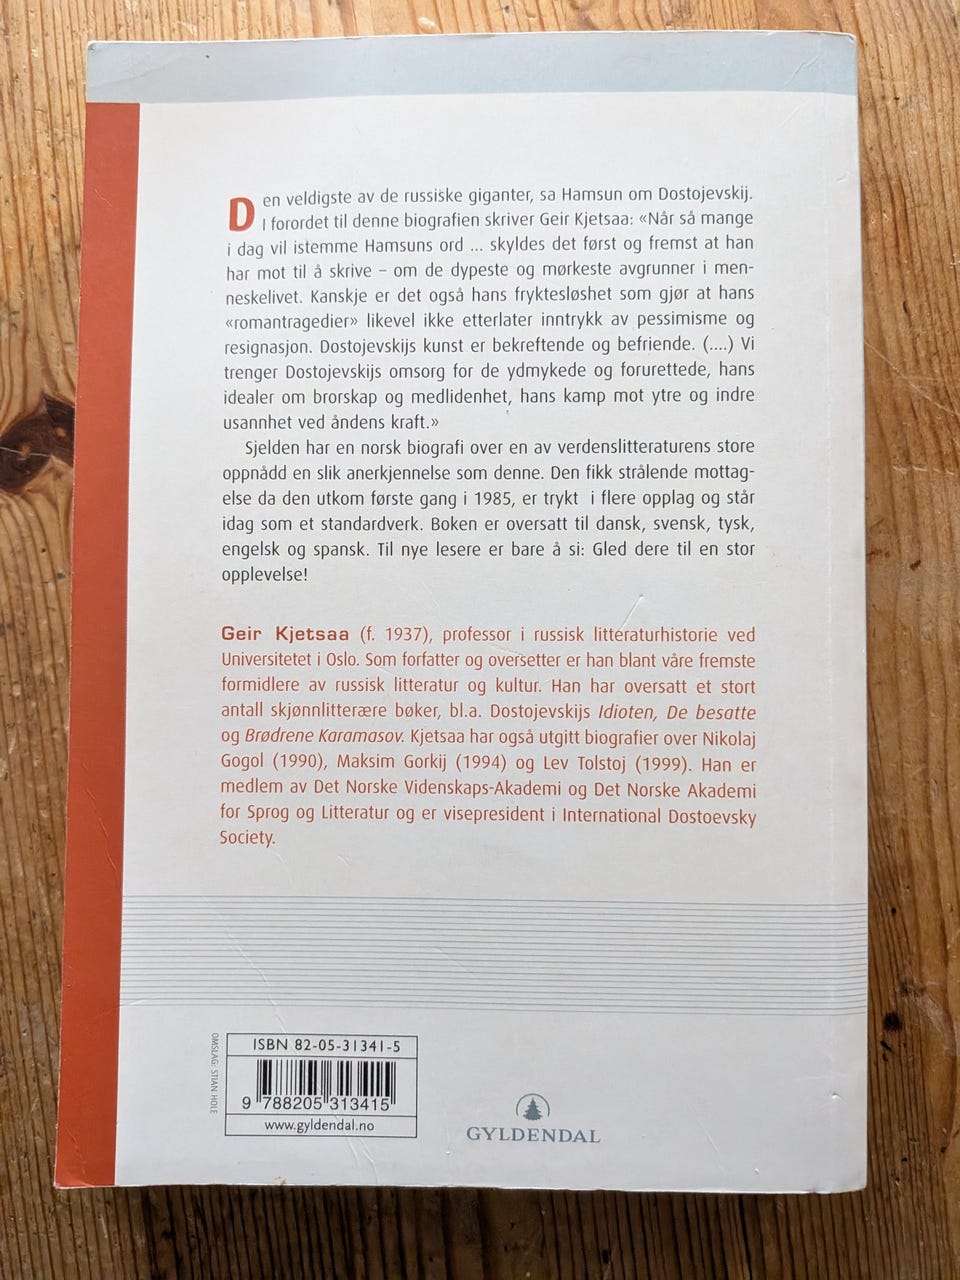 Den veldigste av de russiske giganter, sa Hamsun om Dostojevskij.
I forordet til denne biografien skriver Geir Kjetsaa: «Når så mange
i dag vil istemme Hamsuns ord ... skyldes det først og fremst at han
har mot til å skrive – om de dypeste og mørkeste avgrunner i men-
neskelivet. Kanskje er det også hans fryktesløshet som gjør at hans
«romantragedier» likevel ikke etterlater inntrykk av pessimisme og
resignasjon. Dostojevskijs kunst er bekreftende og befriende. (....) Vi
trenger Dostojevskijs omsorg for de ydmykede og forurettede, hans
idealer om brorskap og medlidenhet, hans kamp mot ytre og indre
usannhet ved åndens kraft.»
Sjelden har en norsk biografi over en av verdenslitteraturens store
oppnådd en slik anerkjennelse som denne. Den fikk strålende mottag-
else da den utkom første gang i 1985, er trykt i flere opplag og står
idag som et standardverk. Boken er oversatt til dansk, svensk, tysk,
engelsk og spansk. Til nye lesere er bare å si: Gled dere til en stor
opplevelse!
Geir Kjetsaa (f. 1937), professor i russisk litteraturhistorie ved
Universitetet i Oslo. Som forfatter og oversetter er han blant våre fremste
formidlere av russisk litteratur og kultur. Han har oversatt et stort
antall skjønnlitterære bøker, bl.a. Dostojevskijs Idioten, De besatte
og Brødrene Karamasov. Kjetsaa har også utgitt biografier over Nikolaj
Gogol (1990), Maksim Gorkij (1994) og Lev Tolstoj (1999). Han er
medlem av Det Norske Videnskaps-Akademi og Det Norske Akademi
for Sprog og Litteratur og er visepresident i International Dostoevsky
Society.
OMSLAG: STIAN HOLE
ISBN 82-05-31341-5
9 788205 313415
www.gyldendal.no
GYLDENDAL